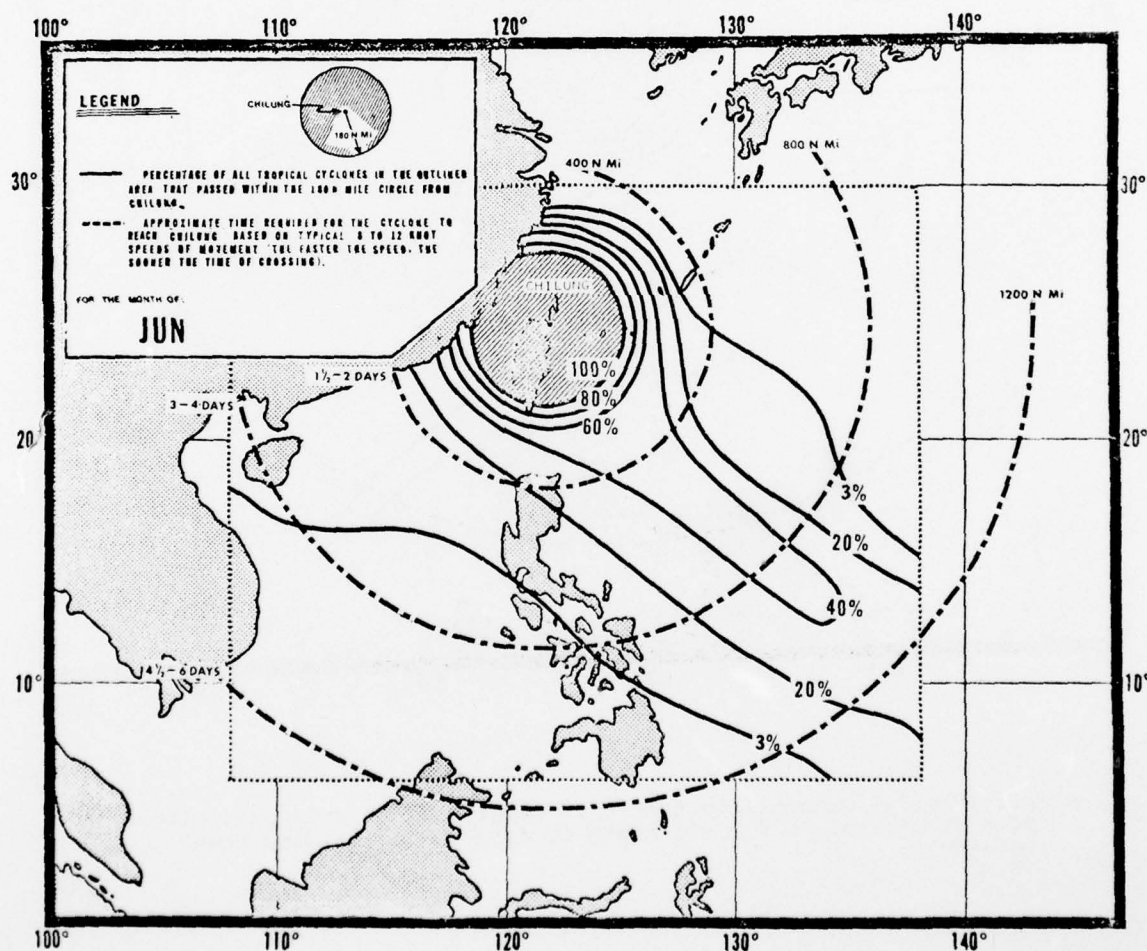 100° 110° 120° 130° 140°
LEGEND
CHILUNG
180 N Mi
PERCENTAGE OF ALL TROPICAL CYCLONES IN THE OUTLINED
AREA THAT PASSED WITHIN THE 180 N MILE CIRCLE FROM
CHILUNG.
APPROXIMATE TIME REQUIRED FOR THE CYCLONE TO
REACH CHILUNG BASED ON TYPICAL 8 TO 12 KNOT
SPEEDS OF MOVEMENT THE FASTER THE SPEED, THE
SOONER THE TIME OF CROSSING).
FOR THE MONTH OF:
JUN
800 N Mi
400 N Mi
30° 30°
CHILUNG
1200 N Mi
100%
1½-2 DAYS
80%
3-4 DAYS
60%
20° 20°
3%
20%
40%
4½-6 DAYS
10° 10°
20%
3%
100° 110° 120° 130° 140°